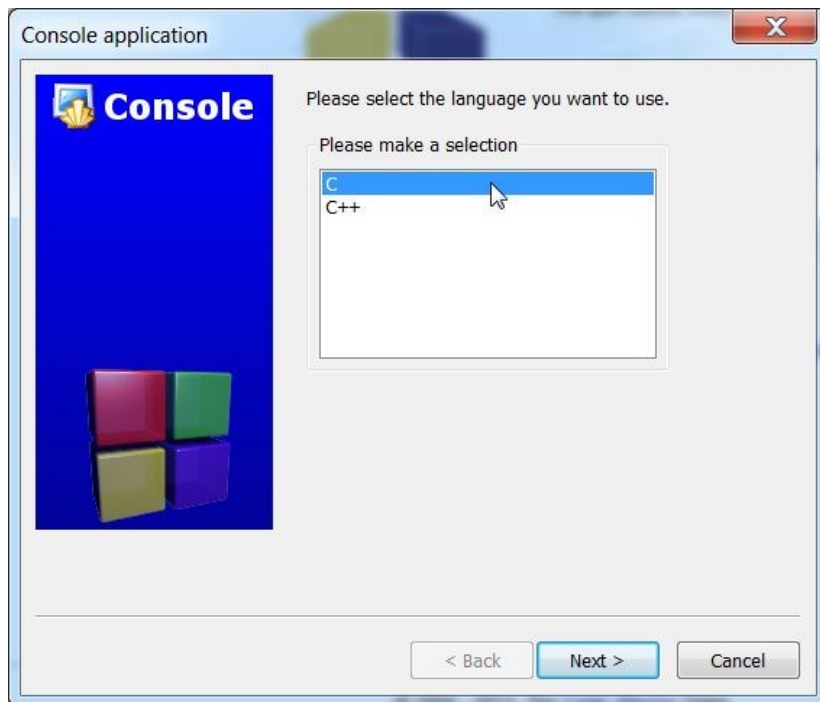 Console application
X
Console
Please select the language you want to use.
Please make a selection
C
C++
< Back
Next >
Cancel